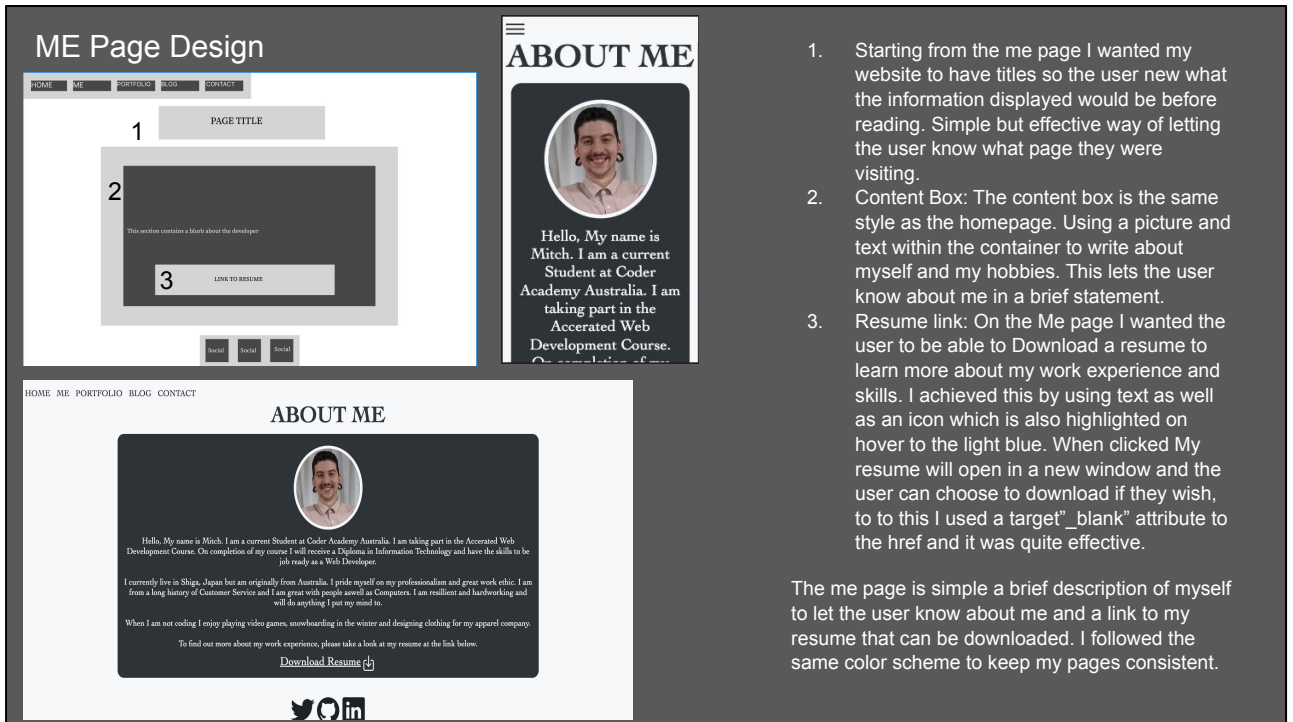 ME Page Design
HOME ME PORTFOLIO BLOG CONTACT
PAGE TITLE
1
2
This section contains a blurb about the developer
3
LINK TO RESUME
Social Social Social
ABOUT ME
Hello, My name is
Mitch. I am a current
Student at Coder
Academy Australia. I am
taking part in the
Accerated Web
Development Course.
On completion of my
HOME ME PORTFOLIO BLOG CONTACT
ABOUT ME
Hello, My name is Mitch. I am a current Student at Coder Academy Australia. I am taking part in the Accerated Web
Development Course. On completion of my course I will receive a Diploma in Information Technology and have the skills to be
job ready as a Web Developer.
I currently live in Shiga, Japan but am originally from Australia. I pride myself on my professionalism and great work ethic. I am
from a long history of Customer Service and I am great with people aswell as Computers. I am resillient and hardworking and
will do anything I put my mind to.
When I am not coding I enjoy playing video games, snowboarding in the winter and designing clothing for my apparel company.
To find out more about my work experience, please take a look at my resume at the link below.
Download Resume
1. Starting from the me page I wanted my
website to have titles so the user new what
the information displayed would be before
reading. Simple but effective way of letting
the user know what page they were
visiting.
2. Content Box: The content box is the same
style as the homepage. Using a picture and
text within the container to write about
myself and my hobbies. This lets the user
know about me in a brief statement.
3. Resume link: On the Me page I wanted the
user to be able to Download a resume to
learn more about my work experience and
skills. I achieved this by using text as well
as an icon which is also highlighted on
hover to the light blue. When clicked My
resume will open in a new window and the
user can choose to download if they wish,
to to this I used a target”_blank” attribute to
the href and it was quite effective.
The me page is simple a brief description of myself
to let the user know about me and a link to my
resume that can be downloaded. I followed the
same color scheme to keep my pages consistent.